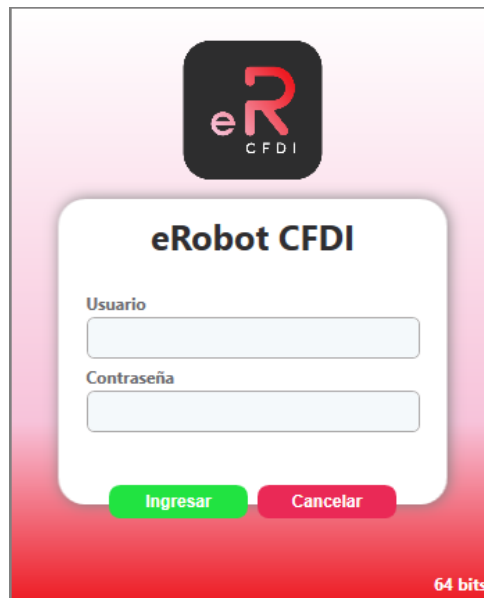 eR
CFDI
eRobot CFDI
Usuario
Contraseña
Ingresar Cancelar
64 bits